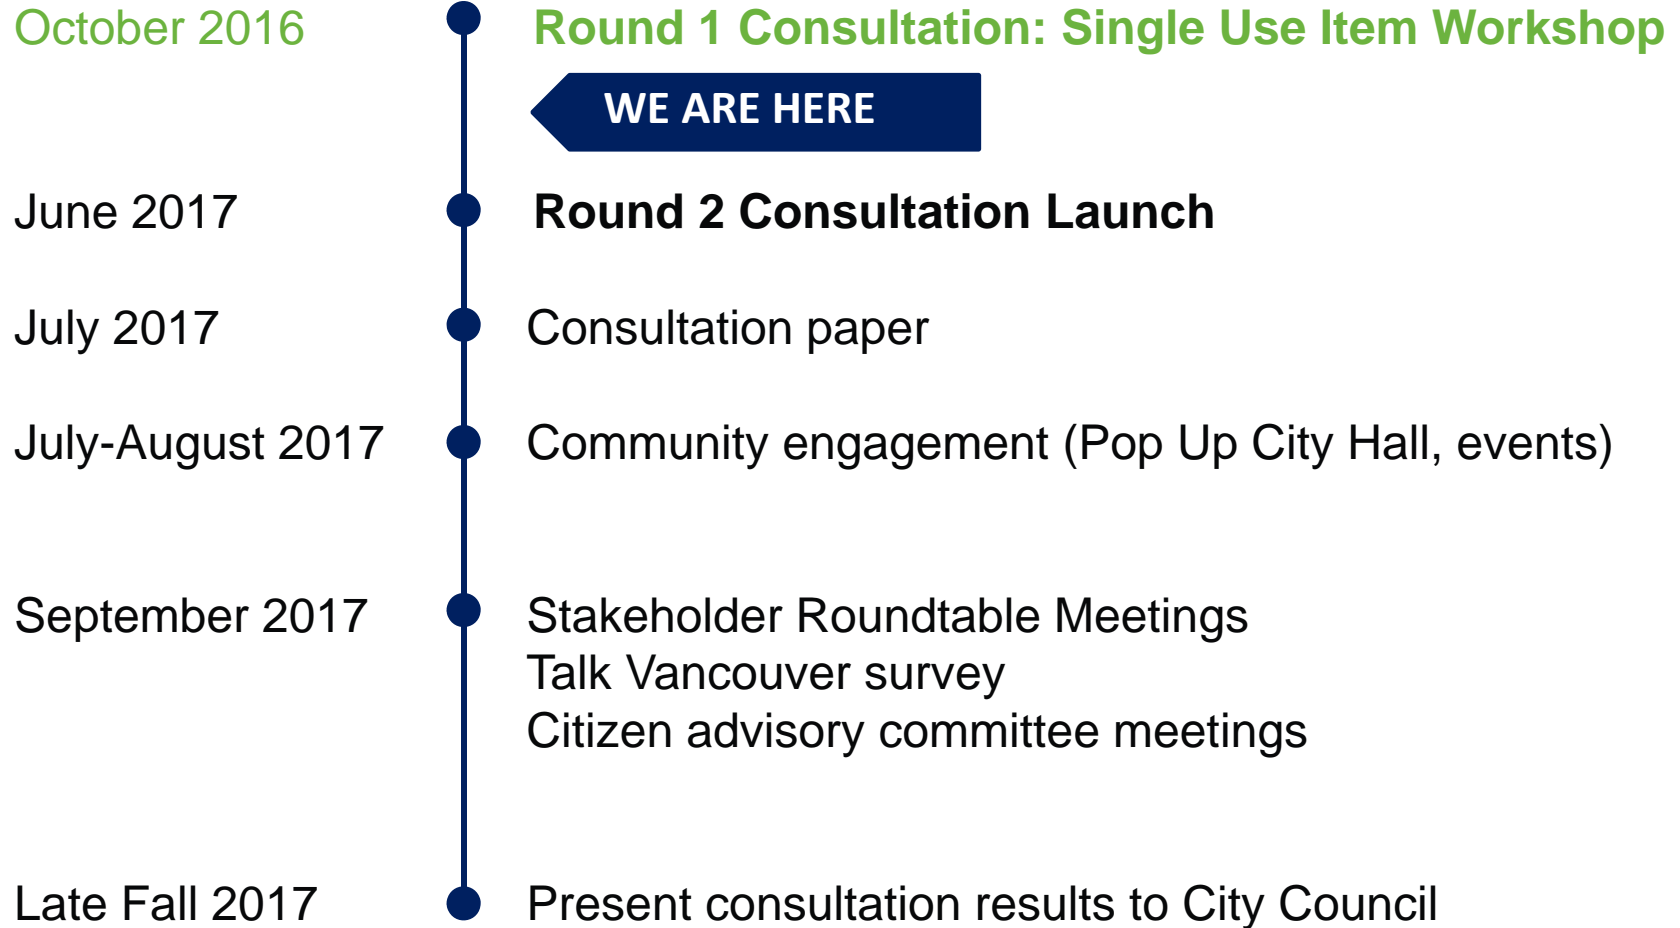 October 2016 Round 1 Consultation: Single Use Item Workshop
WE ARE HERE
June 2017 Round 2 Consultation Launch
July 2017 Consultation paper
July-August 2017 Community engagement (Pop Up City Hall, events)
September 2017 Stakeholder Roundtable Meetings
Talk Vancouver survey
Citizen advisory committee meetings
Late Fall 2017 Present consultation results to City Council